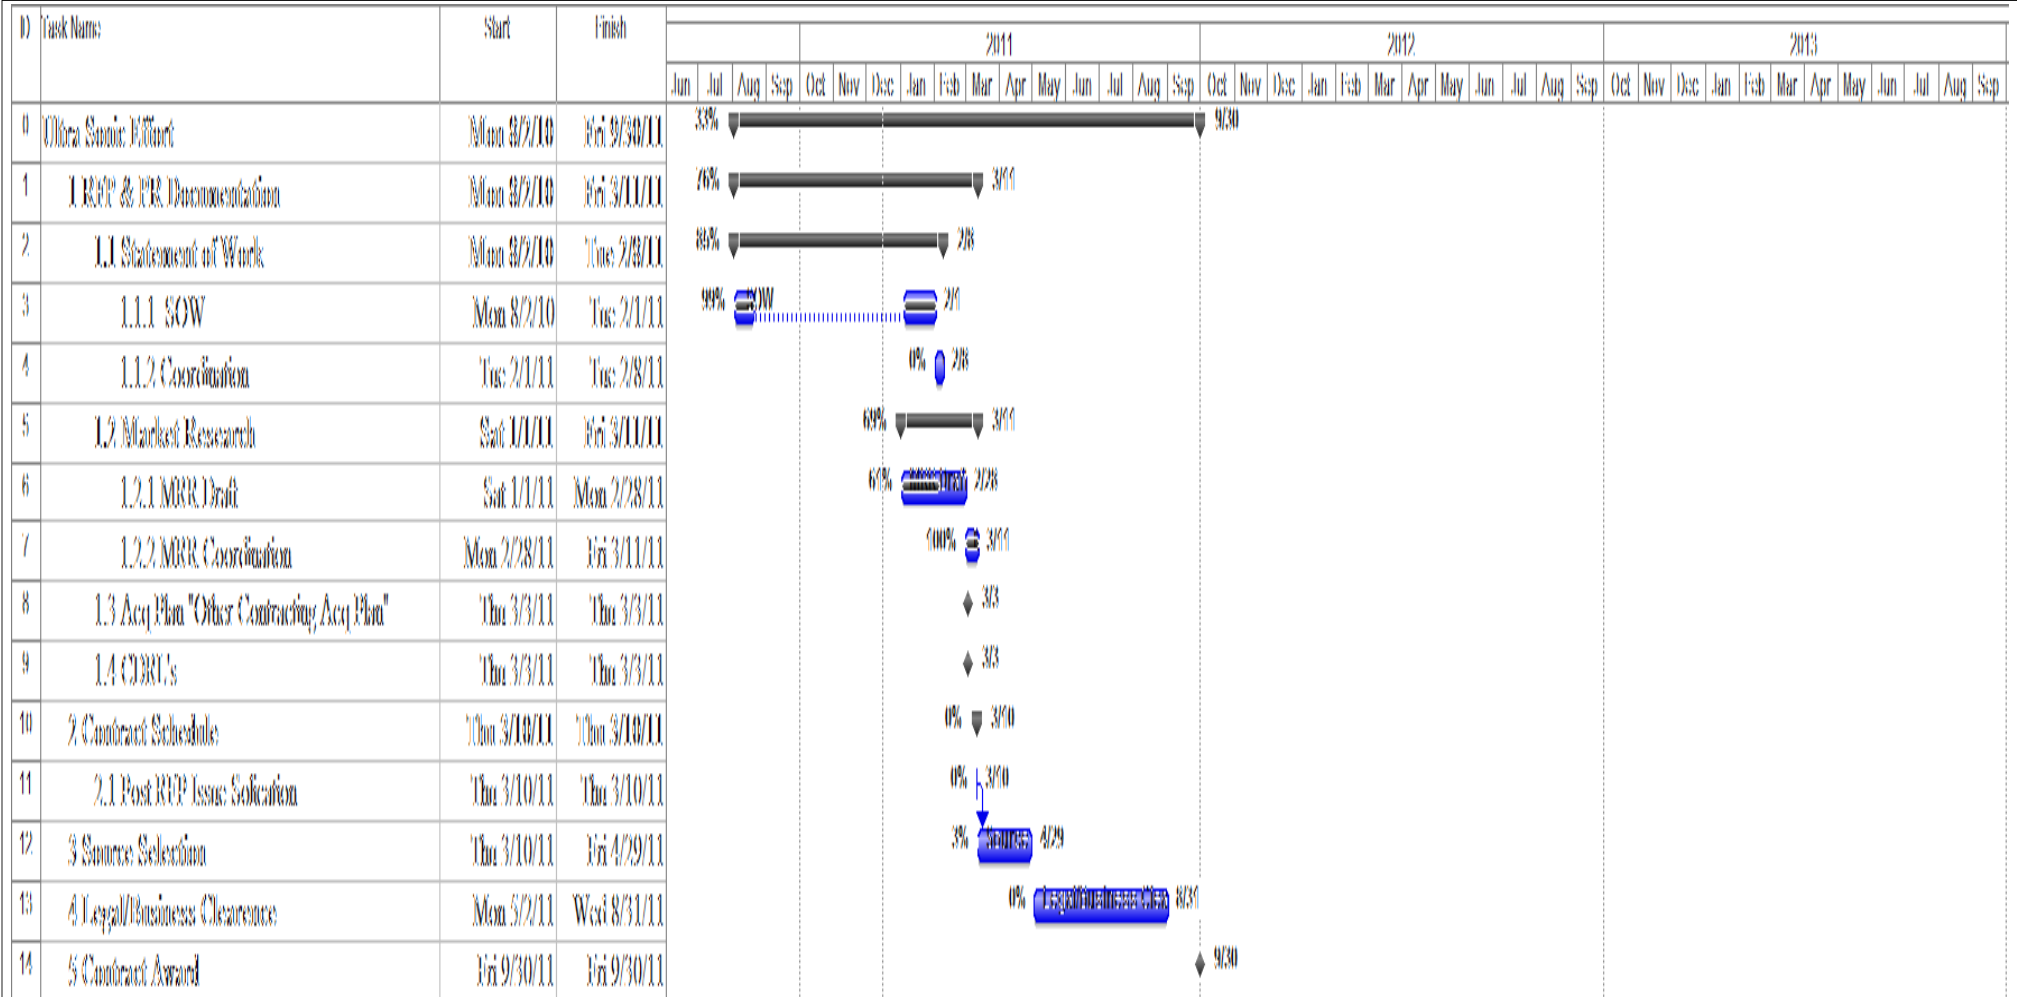 ID Task Name Start Finish
2011 2012 2013
Jun Jul Aug Sep Oct Nov Dec Jan Feb Mar Apr May Jun Jul Aug Sep Oct Nov Dec Jan Feb Mar Apr May Jun Jul Aug Sep Oct Nov Dec Jan Feb Mar Apr May Jun Jul Aug Sep
0 Ultra Sonic Effort Mon 8/2/10 Fri 9/30/11 33% 9/30
1 1 RFP & PR Documentation Mon 8/2/10 Fri 3/11/11 76% 3/11
2 1.1 Statement of Work Mon 8/2/10 Tue 2/8/11 85% 2/8
3 1.1.1 SOW Mon 8/2/10 Tue 2/1/11 99% SOW 2/1
4 1.1.2 Coordination Tue 2/1/11 Tue 2/8/11 0% 2/8
5 1.2 Market Research Sat 1/1/11 Fri 3/11/11 69% 3/11
6 1.2.1 MRR Draft Sat 1/1/11 Mon 2/28/11 61% MRR Draft 2/28
7 1.2.2 MRR Coordination Mon 2/28/11 Fri 3/11/11 100% 3/11
8 1.3 Acq Plan "Other Contracting Acq Plan" Thu 3/3/11 Thu 3/3/11 3/3
9 1.4 CDRL's Thu 3/3/11 Thu 3/3/11 3/3
10 2 Contract Schedule Thu 3/10/11 Thu 3/10/11 0% 3/10
11 2.1 Post RFP Issue Solication Thu 3/10/11 Thu 3/10/11 0% 3/10
12 3 Source Selection Thu 3/10/11 Fri 4/29/11 3% Source 4/29
13 4 Legal/Business Clearence Mon 5/2/11 Wed 8/31/11 0% Legal/Business Clea 8/31
14 5 Contract Award Fri 9/30/11 Fri 9/30/11 9/30